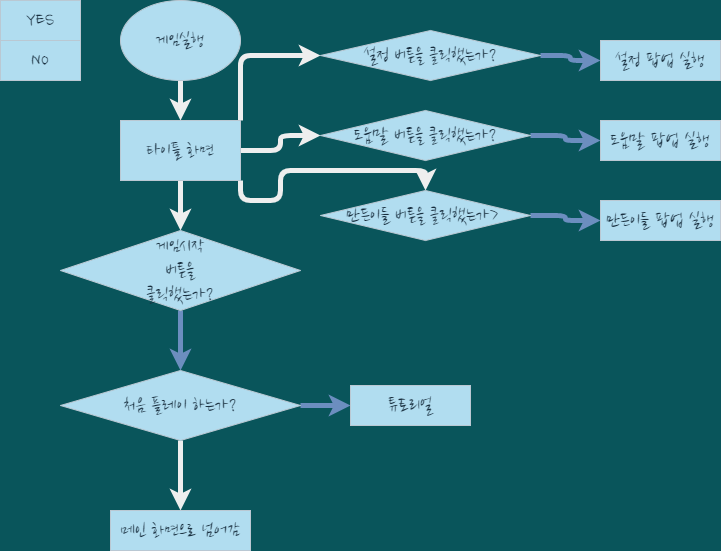 YES
NO
게임실행
타이틀 화면
설정 버튼을 클릭했는가?
설정 팝업 실행
도움말 버튼을 클릭했는가?
도움말 팝업 실행
만든이들 버튼을 클릭했는가>
만든이들 팝업 실행
게임시작
버튼을
클릭했는가?
처음 플레이 하는가?
튜토리얼
메인 화면으로 넘어감